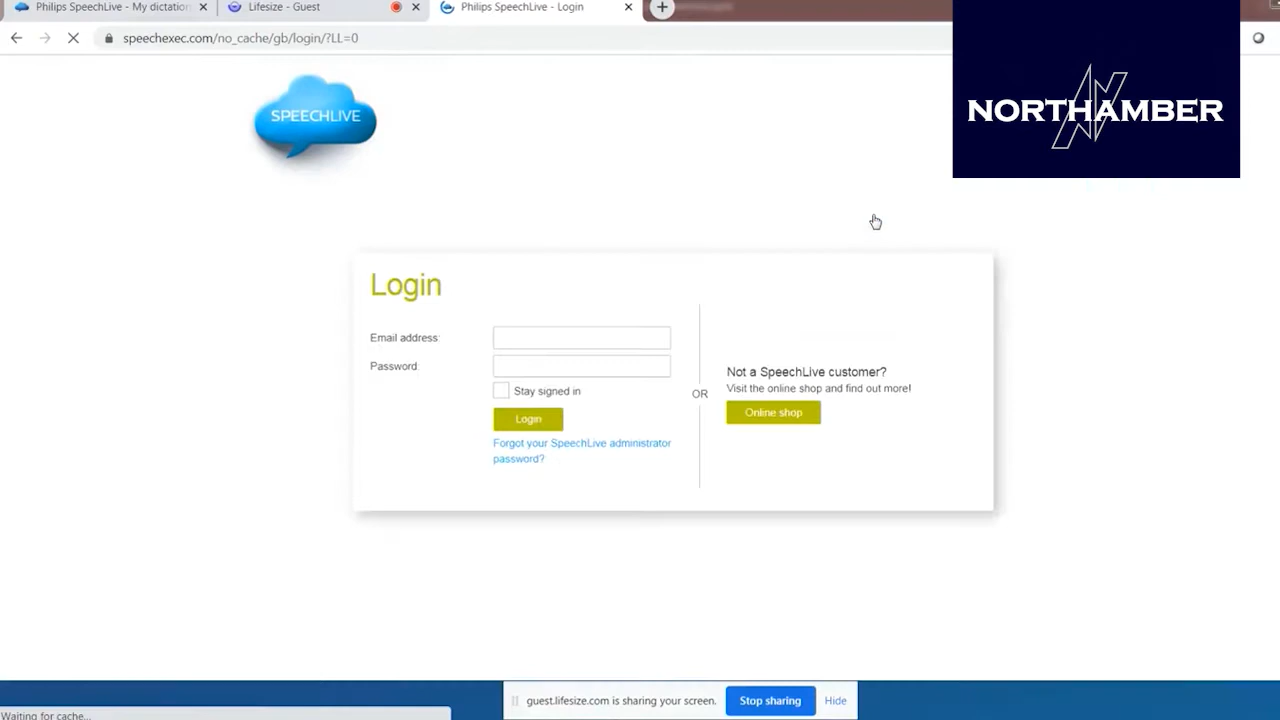 Philips SpeechLive - My dictation
Lifesize - Guest
Philips SpeechLive - Login
speechexec.com/no_cache/gb/login/?LL=0
SPEECHLIVE
NORTHAMBER
Login
Email address:
Password
Stay signed in
Login
Forgot your SpeechLive administrator
password?
OR
Not a SpeechLive customer?
Visit the online shop and find out more!
Online shop
guest.lifesize.com is sharing your screen.
Stop sharing
Hide
Waiting for cache...